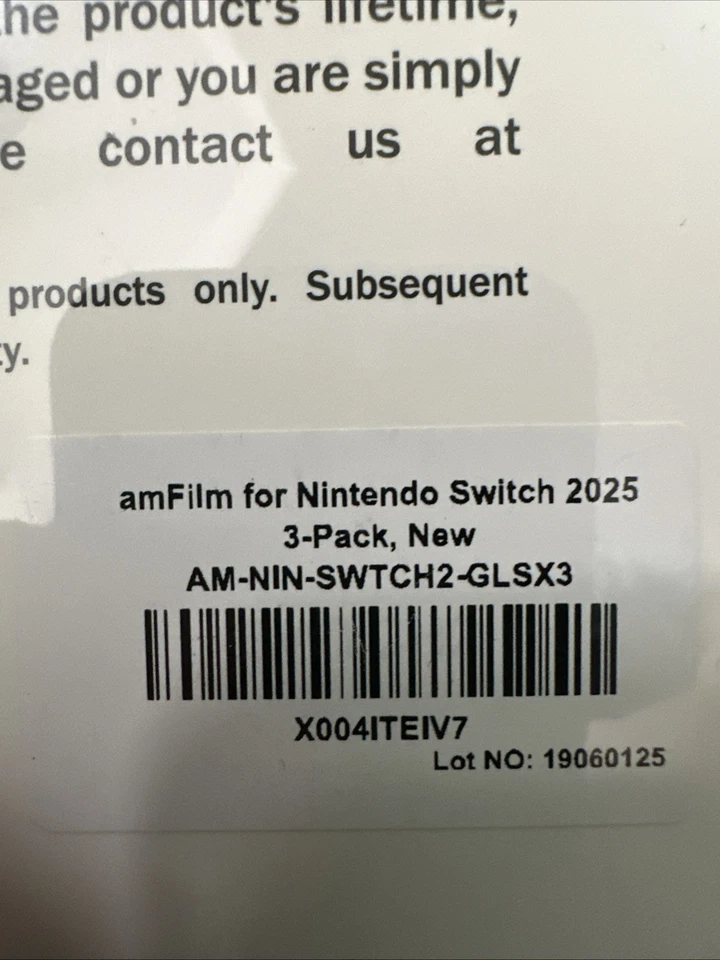 the product's lifetime,
aged or you are simply
e contact us at
products only. Subsequent
y.
amFilm for Nintendo Switch 2025
3-Pack, New
AM-NIN-SWTCH2-GLSX3
X004ITEIV7
Lot NO: 19060125